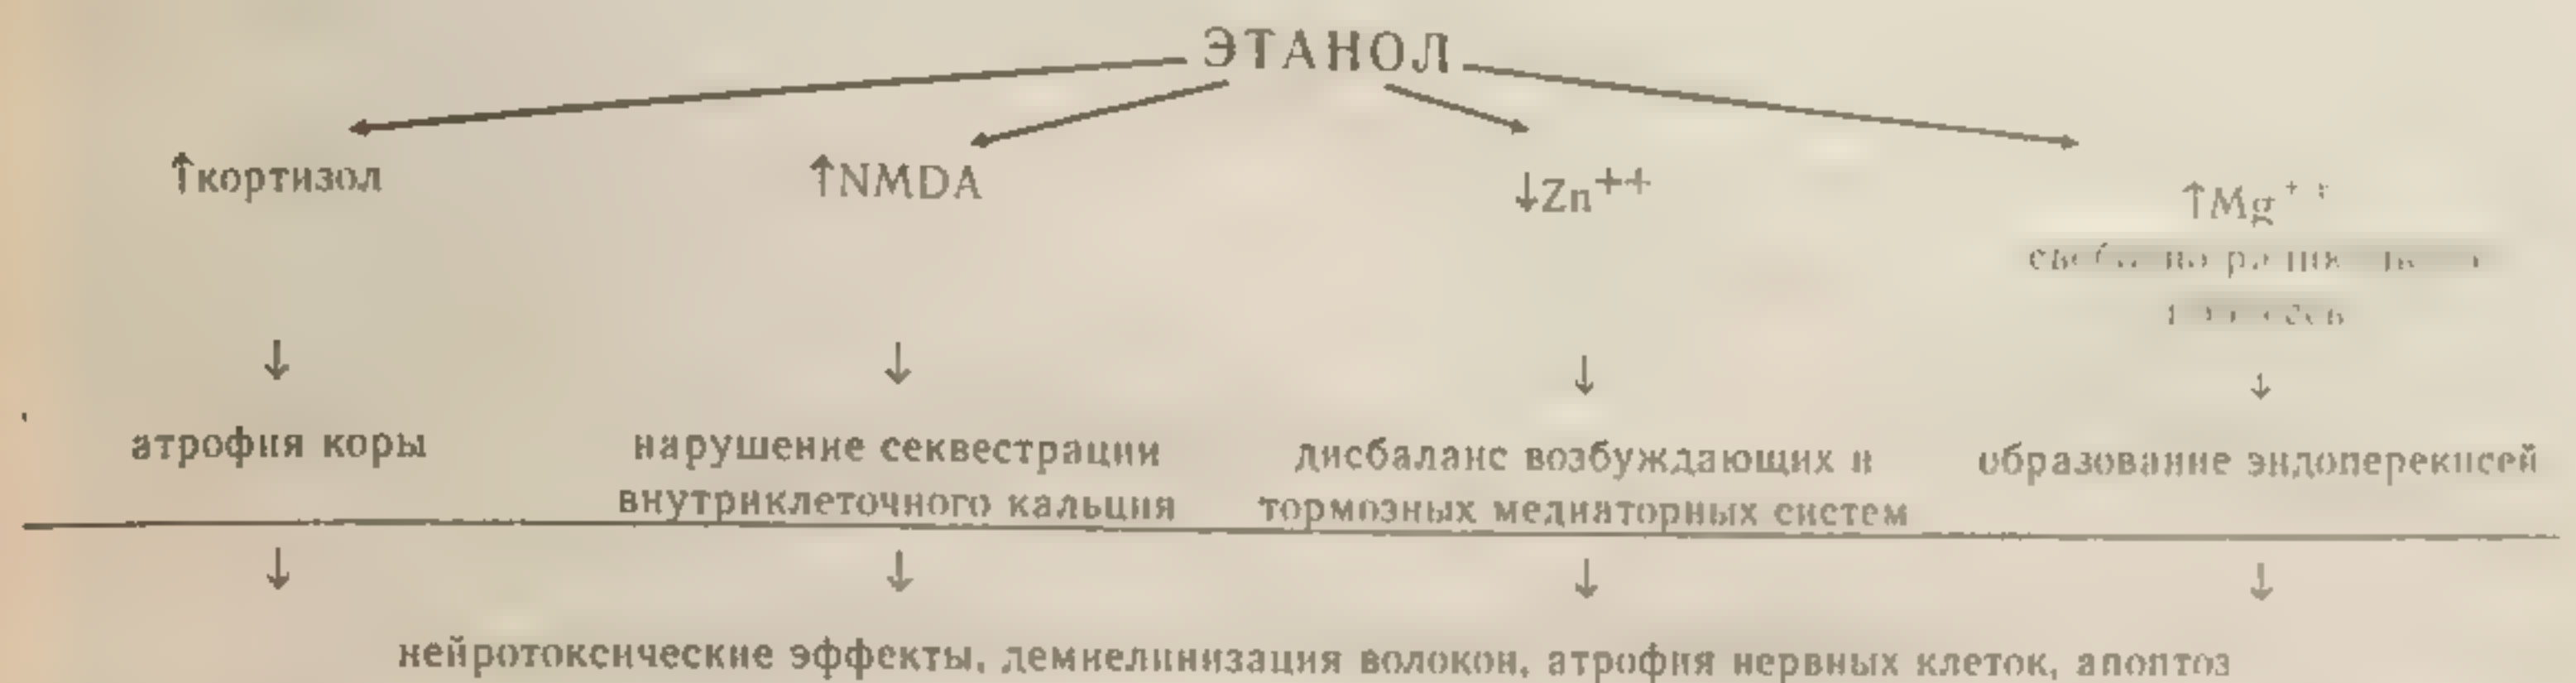 ЭТАНОЛ
↑кортизол ↑NMDA ↓Zn⁺⁺ ↑Mg⁺⁺
атрофия коры нарушение секвестрации дисбаланс возбуждающих и образование эндоперекисей
внутриклеточного кальция тормозных медиаторных систем
нейротоксические эффекты, демиелинизация волокон, атрофия нервных клеток, апоптоз